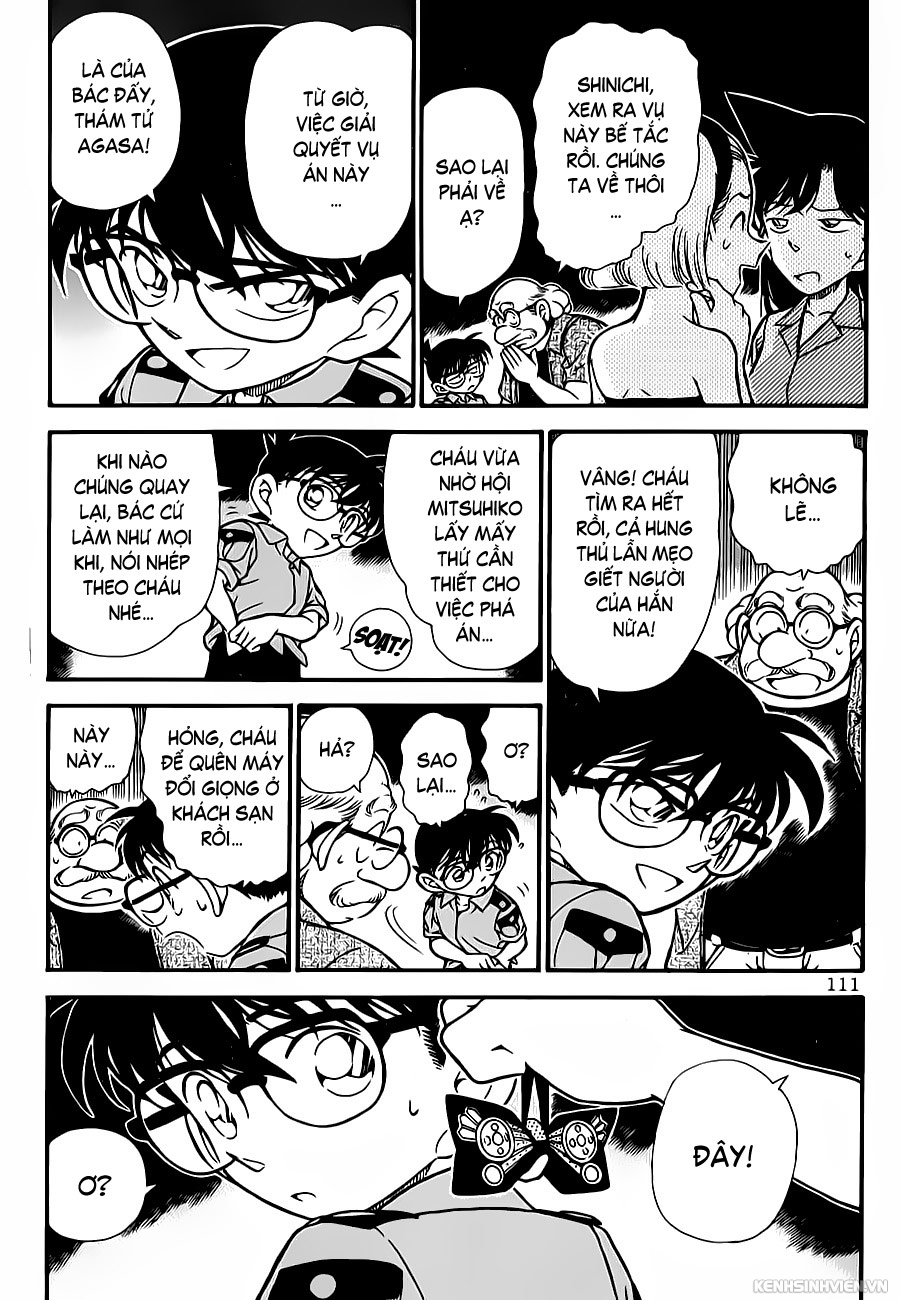 SHINICHI,
XEM RA VỤ
NÀY BẾ TẮC
RỒI. CHÚNG
TA VỀ THÔI
...
SAO LẠI
PHẢI VỀ
Ạ?
TỪ GIỜ,
VIỆC GIẢI
QUYẾT VỤ
ÁN NÀY
...
LÀ CỦA
BÁC ĐẤY,
THÁM TỬ
AGASA!
KHÔNG
LẼ...
VÂNG! CHÁU
TÌM RA HẾT
RỒI, CẢ HUNG
THỦ LẪN MẸO
GIẾT NGƯỜI
CỦA HẮN
NỮA!
CHÁU VỪA
NHỜ HỘI
MITSUHIKO
LẤY MẤY
THỨ CẦN
THIẾT CHO
VIỆC PHÁ
ÁN...
KHI NÀO
CHÚNG QUAY
LẠI, BÁC CỨ
LÀM NHƯ MỌI
KHI, NÓI NHÉP
THEO CHÁU
NHÉ...
SOẠT!
Ơ?
SAO
LẠI...
HẢ?
HỎNG, CHÁU
ĐỂ QUÊN MÁY
ĐỔI GIỌNG Ở
KHÁCH SẠN
RỒI...
NÀY
NÀY...
111
ĐÂY!
Ơ?
KENHSINHVIEN.VN